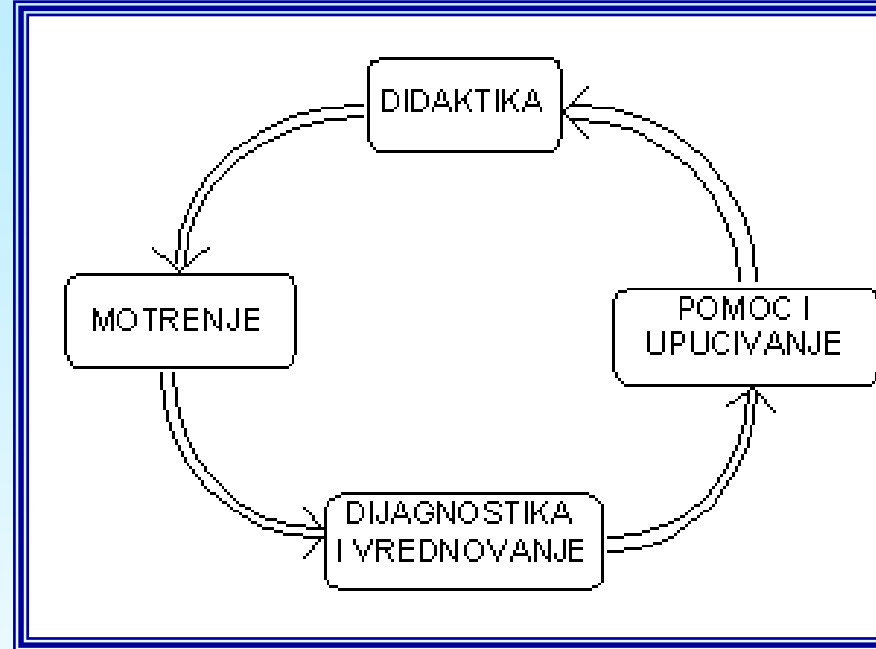 DIDAKTIKA
MOTRENJE
POMOC I
UPUCIVANJE
DIJAGNOSTIKA
I VREDNOVANJE